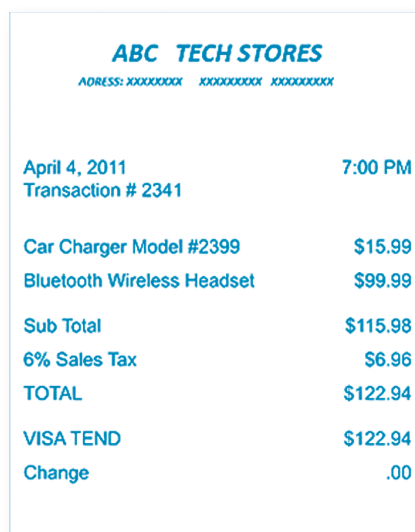 ABC TECH STORES
ADRESS: XXXXXXXX XXXXXXXXX XXXXXXXXX
April 4, 2011 7:00 PM
Transaction # 2341
Car Charger Model #2399 $15.99
Bluetooth Wireless Headset $99.99
Sub Total $115.98
6% Sales Tax $6.96
TOTAL $122.94
VISA TEND $122.94
Change .00